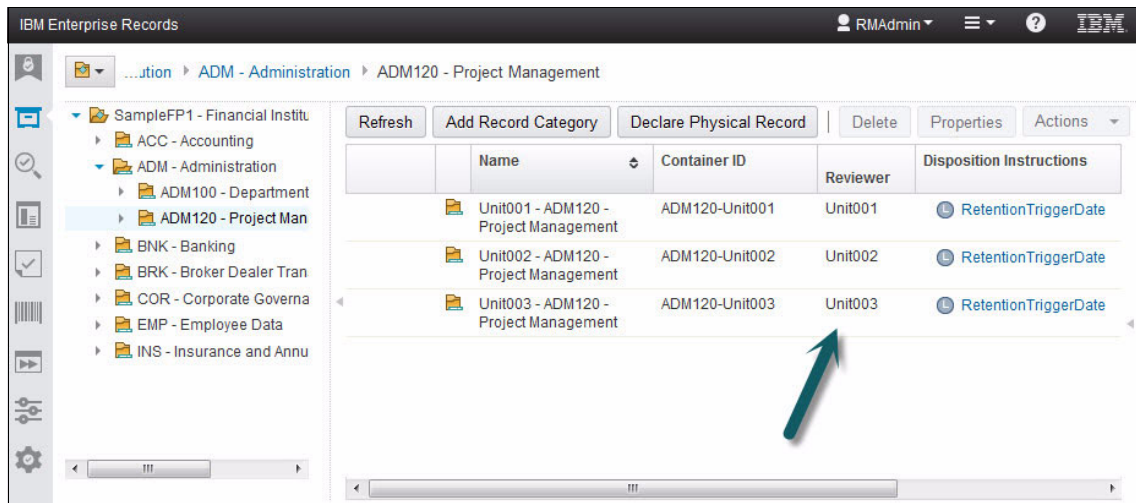 IBM Enterprise Records
RMAdmin
?
IBM
...ution ADM - Administration ADM120 - Project Management
SampleFP1 - Financial Institu
ACC - Accounting
ADM - Administration
ADM100 - Department
ADM120 - Project Man
BNK - Banking
BRK - Broker Dealer Tran
COR - Corporate Governa
EMP - Employee Data
INS - Insurance and Annu
Refresh Add Record Category Declare Physical Record Delete Properties Actions
Name Container ID Reviewer Disposition Instructions
Unit001 - ADM120 - ADM120-Unit001 Unit001 RetentionTriggerDate
Project Management
Unit002 - ADM120 - ADM120-Unit002 Unit002 RetentionTriggerDate
Project Management
Unit003 - ADM120 - ADM120-Unit003 Unit003 RetentionTriggerDate
Project Management